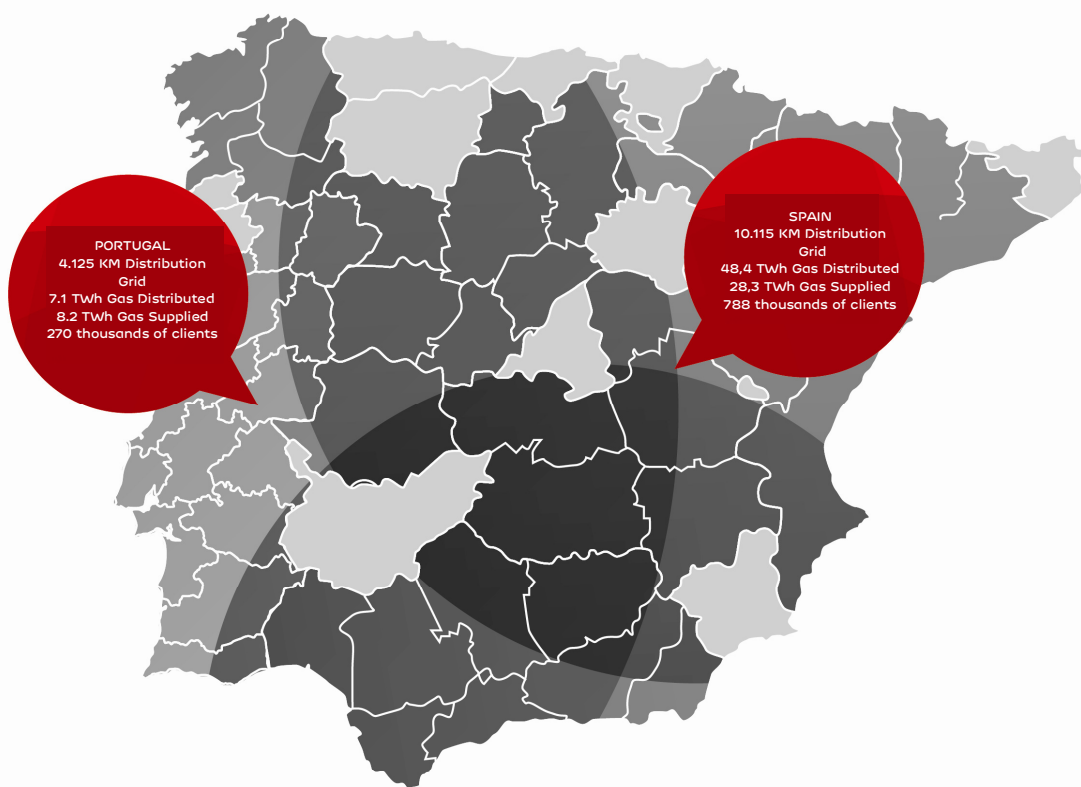 PORTUGAL
4.125 KM Distribution
Grid
7.1 TWh Gas Distributed
8.2 TWh Gas Supplied
270 thousands of clients
SPAIN
10.115 KM Distribution
Grid
48,4 TWh Gas Distributed
28,3 TWh Gas Supplied
788 thousands of clients